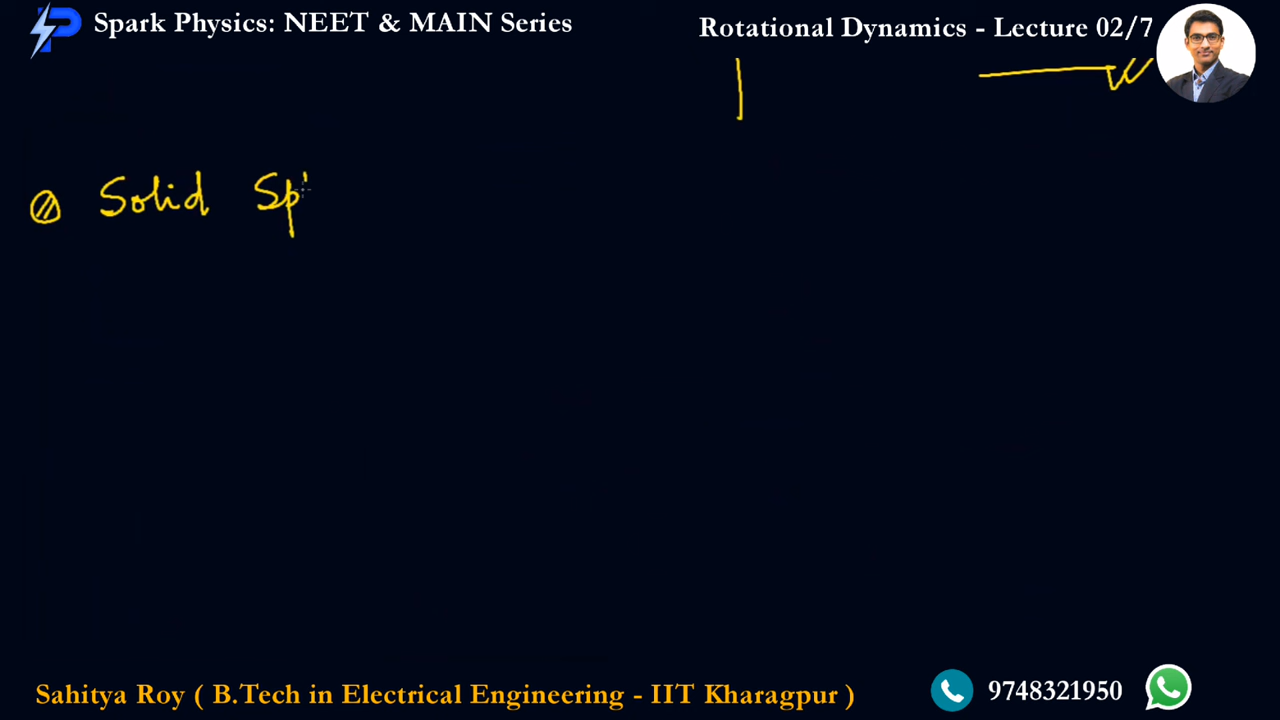 Spark Physics: NEET & MAIN Series
Rotational Dynamics - Lecture 02/7
Solid Sp
Sahitya Roy ( B.Tech in Electrical Engineering - IIT Kharagpur )
9748321950